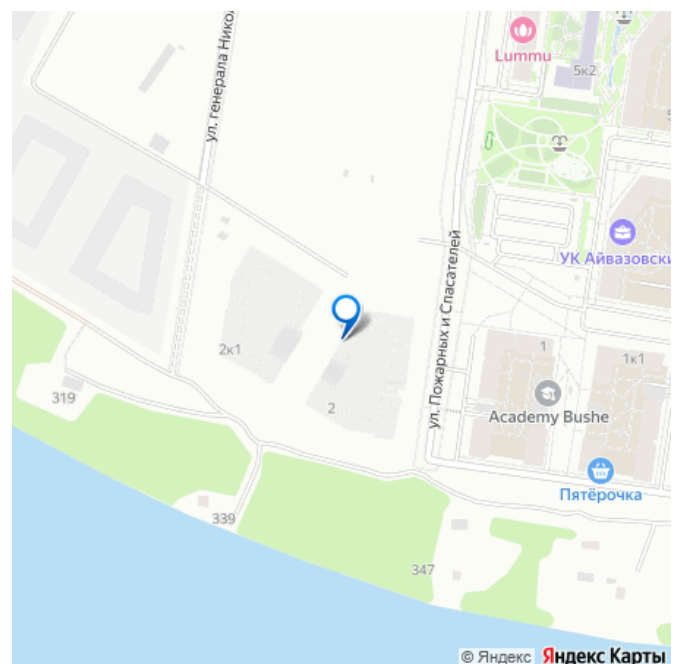 Lummu
5к2
ул. генерала Нико
УК Айвазовски
ул. Пожарных и Спасателей
2к1
1
1к1
319
2
Academy Bushe
Пятёрочка
339
347
© Яндекс Яндекс Карты